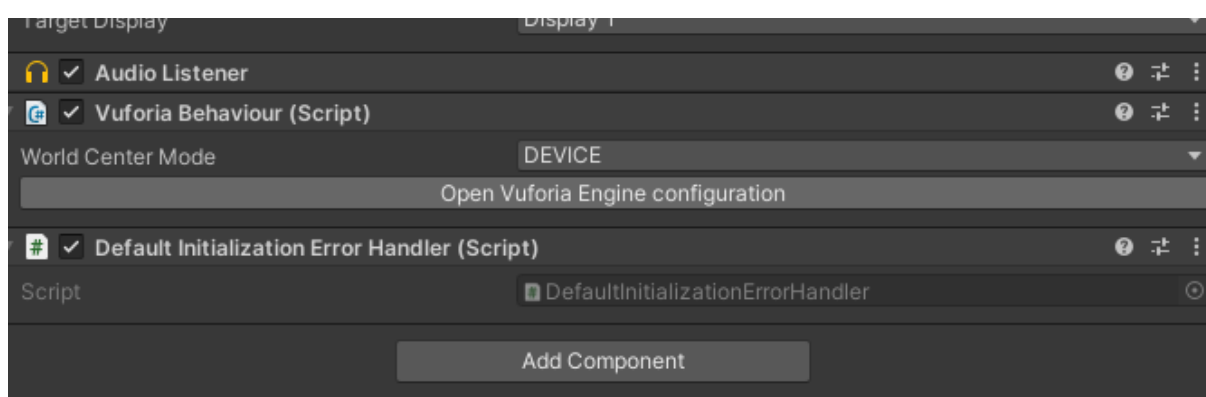 Target Display Display 1
Audio Listener
Vuforia Behaviour (Script)
World Center Mode DEVICE
Open Vuforia Engine configuration
# Default Initialization Error Handler (Script)
Script # DefaultInitializationErrorHandler
Add Component